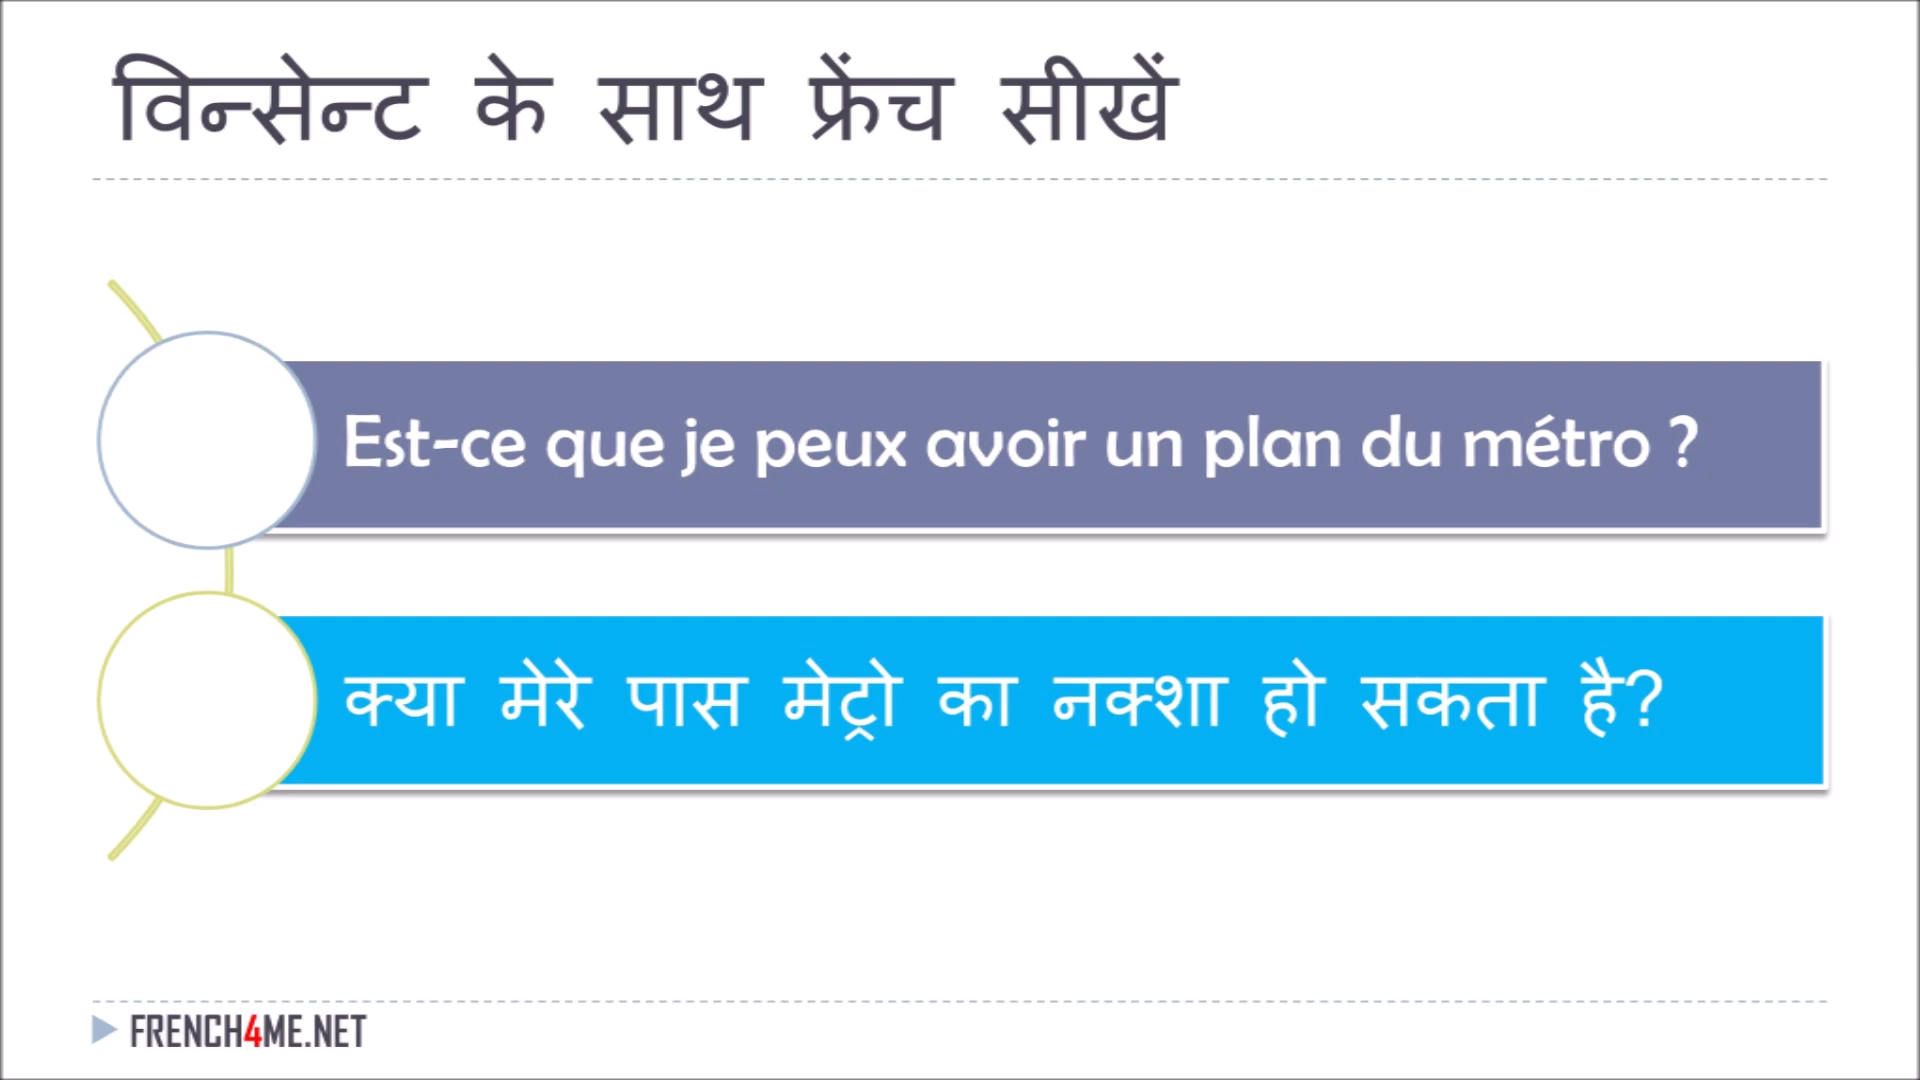 विन्सेन्ट के साथ फ्रेंच सीखें
Est-ce que je peux avoir un plan du métro ?
क्या मेरे पास मेट्रो का नक्शा हो सकता है?
FRENCH4ME.NET